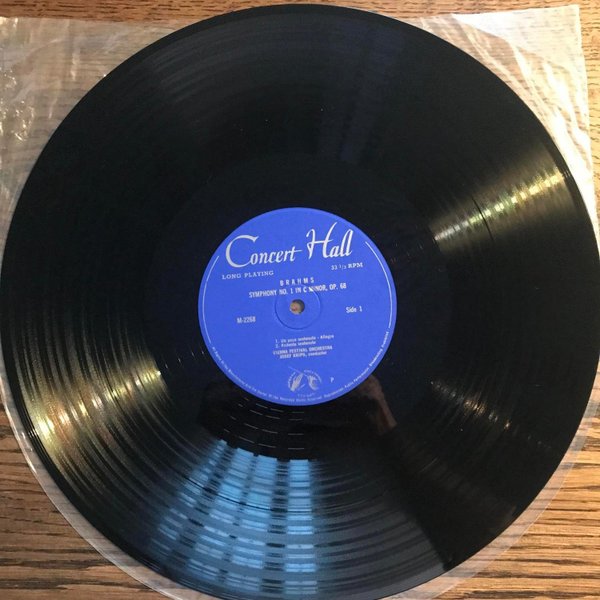 Concert Hall
LONG PLAYING 33 1/3 RPM
BRAHMS
SYMPHONY NO. 1 IN C MINOR, OP. 68
M-2268 Side 1
1. Un poco sostenuto - Allegro
2. Andante sostenuto
VIENNA FESTIVAL ORCHESTRA
JOSEF KRIPS, conductor
P